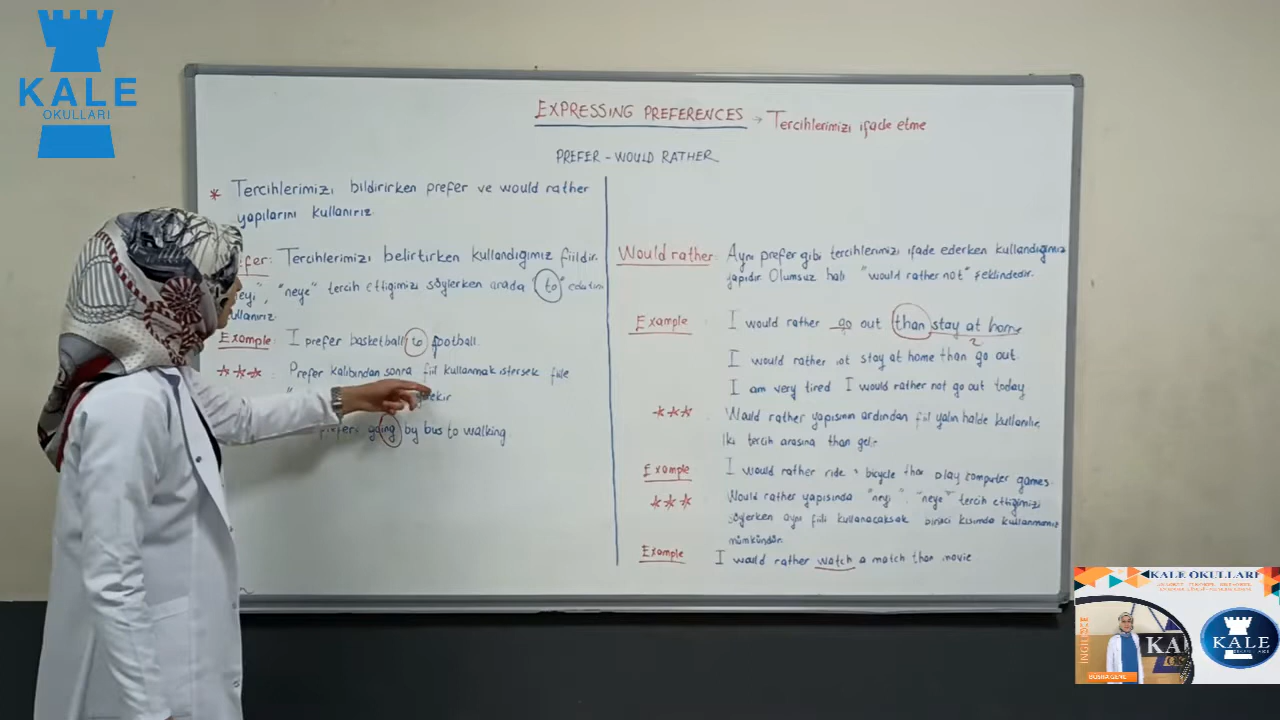 KALE
OKULLARI
EXPRESSING PREFERENCES → Tercihlerimizi ifade etme
PREFER - WOULD RATHER
* Tercihlerimizi bildirirken prefer ve would rather
yapılarını kullanırız.
fer: Tercihlerimizi belirtirken kullandığımız fiildir.
neyi", "neye" tercih ettiğimizi söylerken arada "to"
kullanırız.
Example: I prefer basketball to football.
*** Prefer kalıbından sonra fiil kullanmak istersek fiile
gerekir
prefer going by bus to walking
Would rather: Aynı prefer gibi tercihlerimizi ifade ederken kullandığımız
yapıdır. Olumsuz hali "would rather not" şeklindedir.
Example I would rather go out than stay at home
I would rather not stay at home than go out.
I am very tired I would rather not go out today
*** Would rather yapısının ardından fiil yalın halde kullanılır.
İki tercih arasına than gelir
Example I would rather ride a bicycle than play computer games.
*** Would rather yapısında "neyi", "neye" tercih ettiğimizi
söylerken aynı fiili kullanacaksak birinci kısımda kullanmamız
mümkündür.
Example I would rather watch a match than movie
KALE OKULLARI
İNGİLİZCE
KA
KALE